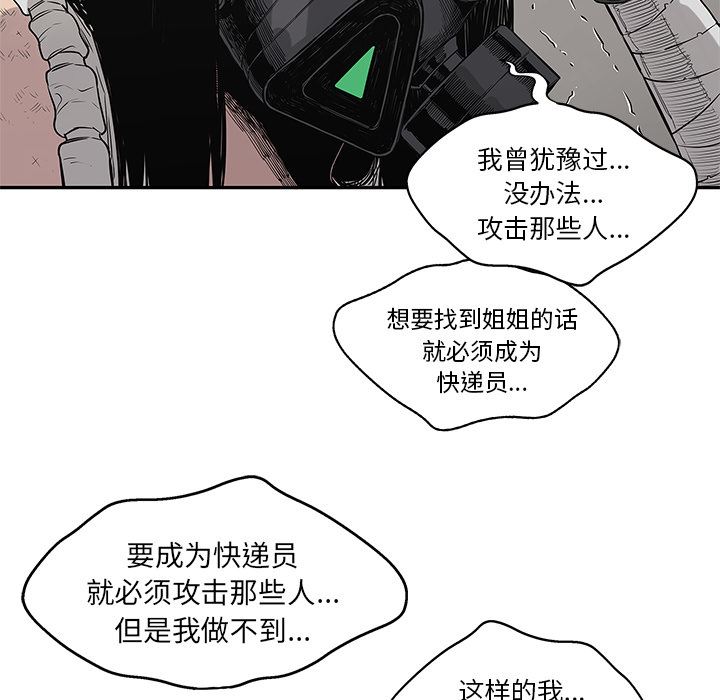 我曾犹豫过...
没办法...
攻击那些人...
想要找到姐姐的话
就必须成为
快递员...
要成为快递员
就必须攻击那些人...
但是我做不到...
这样的我...